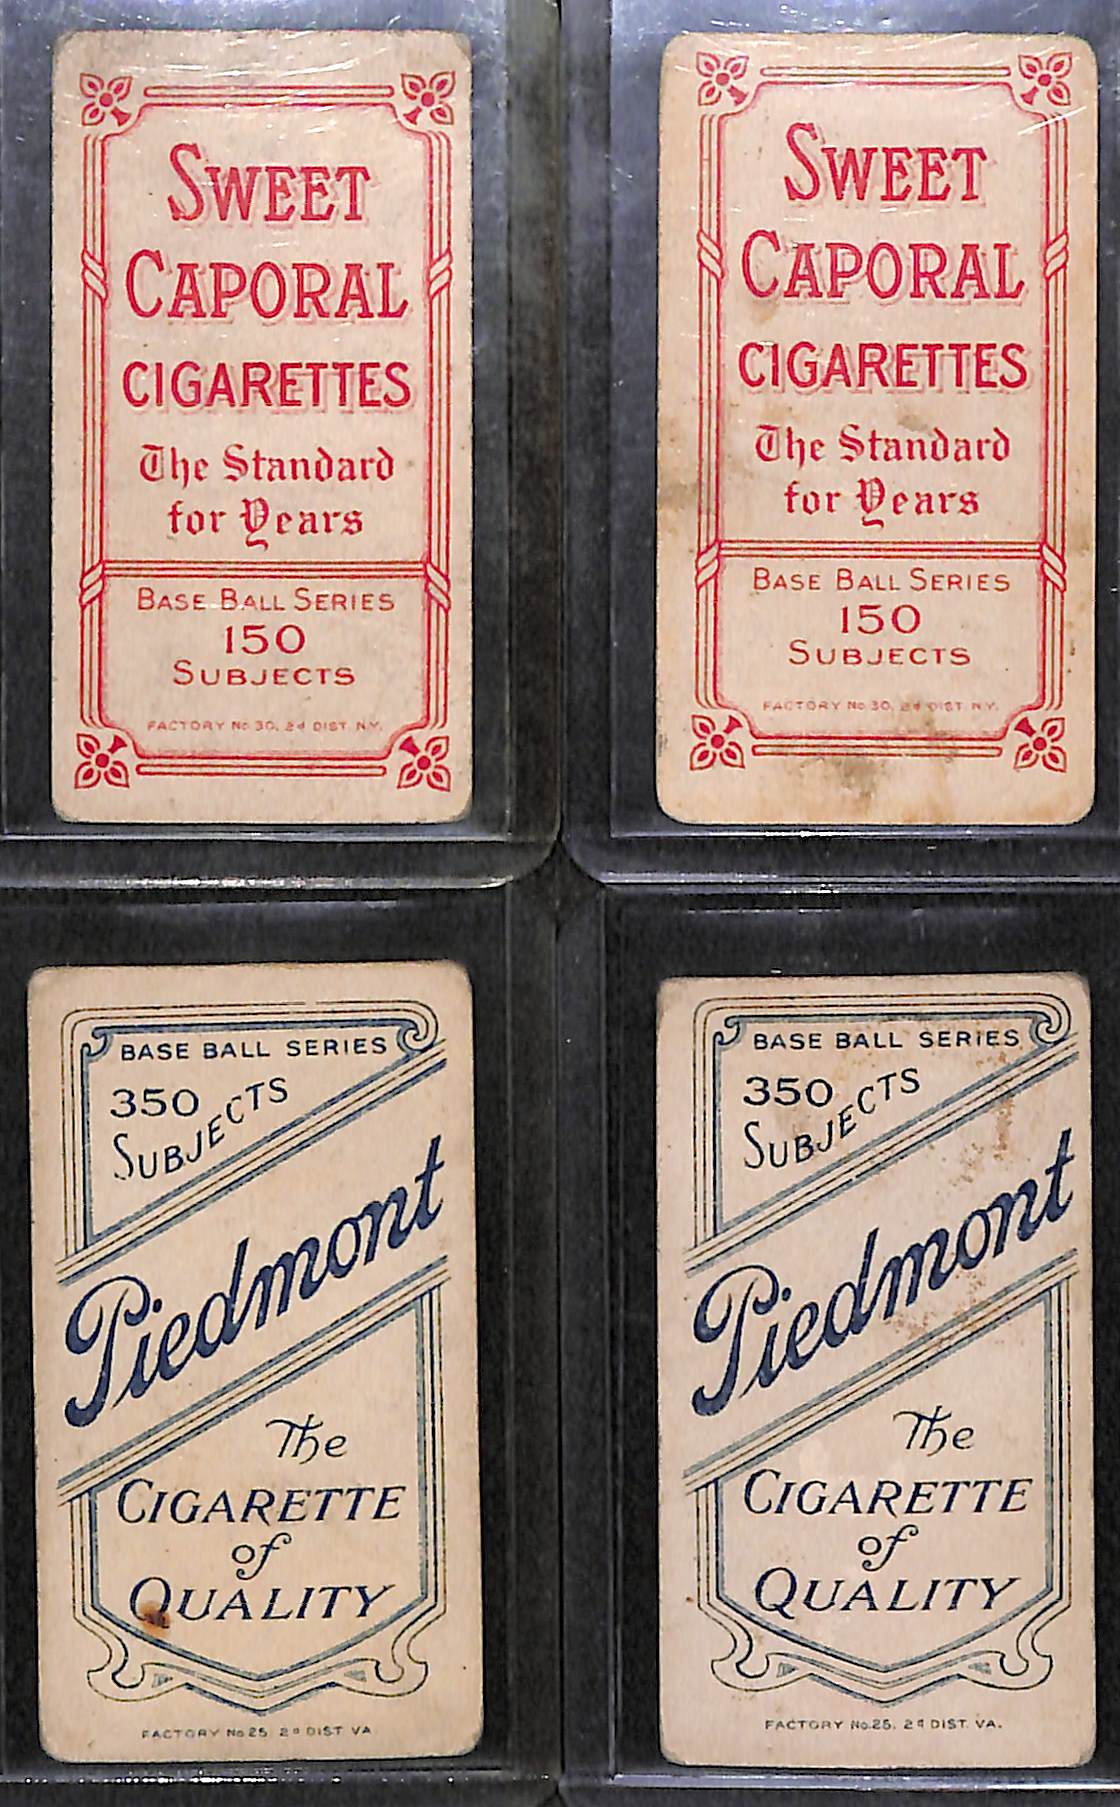 SWEET
CAPORAL
CIGARETTES
The Standard
for Years
BASE BALL SERIES
150
SUBJECTS
FACTORY No 30, 2d DIST. N.Y.
SWEET
CAPORAL
CIGARETTES
The Standard
for Years
BASE BALL SERIES
150
SUBJECTS
FACTORY No 30, 2d DIST. N.Y.
BASE BALL SERIES
350
SUBJECTS
Piedmont
The
CIGARETTE
of
QUALITY
FACTORY No 25. 2d DIST. VA.
BASE BALL SERIES
350
SUBJECTS
Piedmont
The
CIGARETTE
of
QUALITY
FACTORY No 25. 2d DIST. VA.